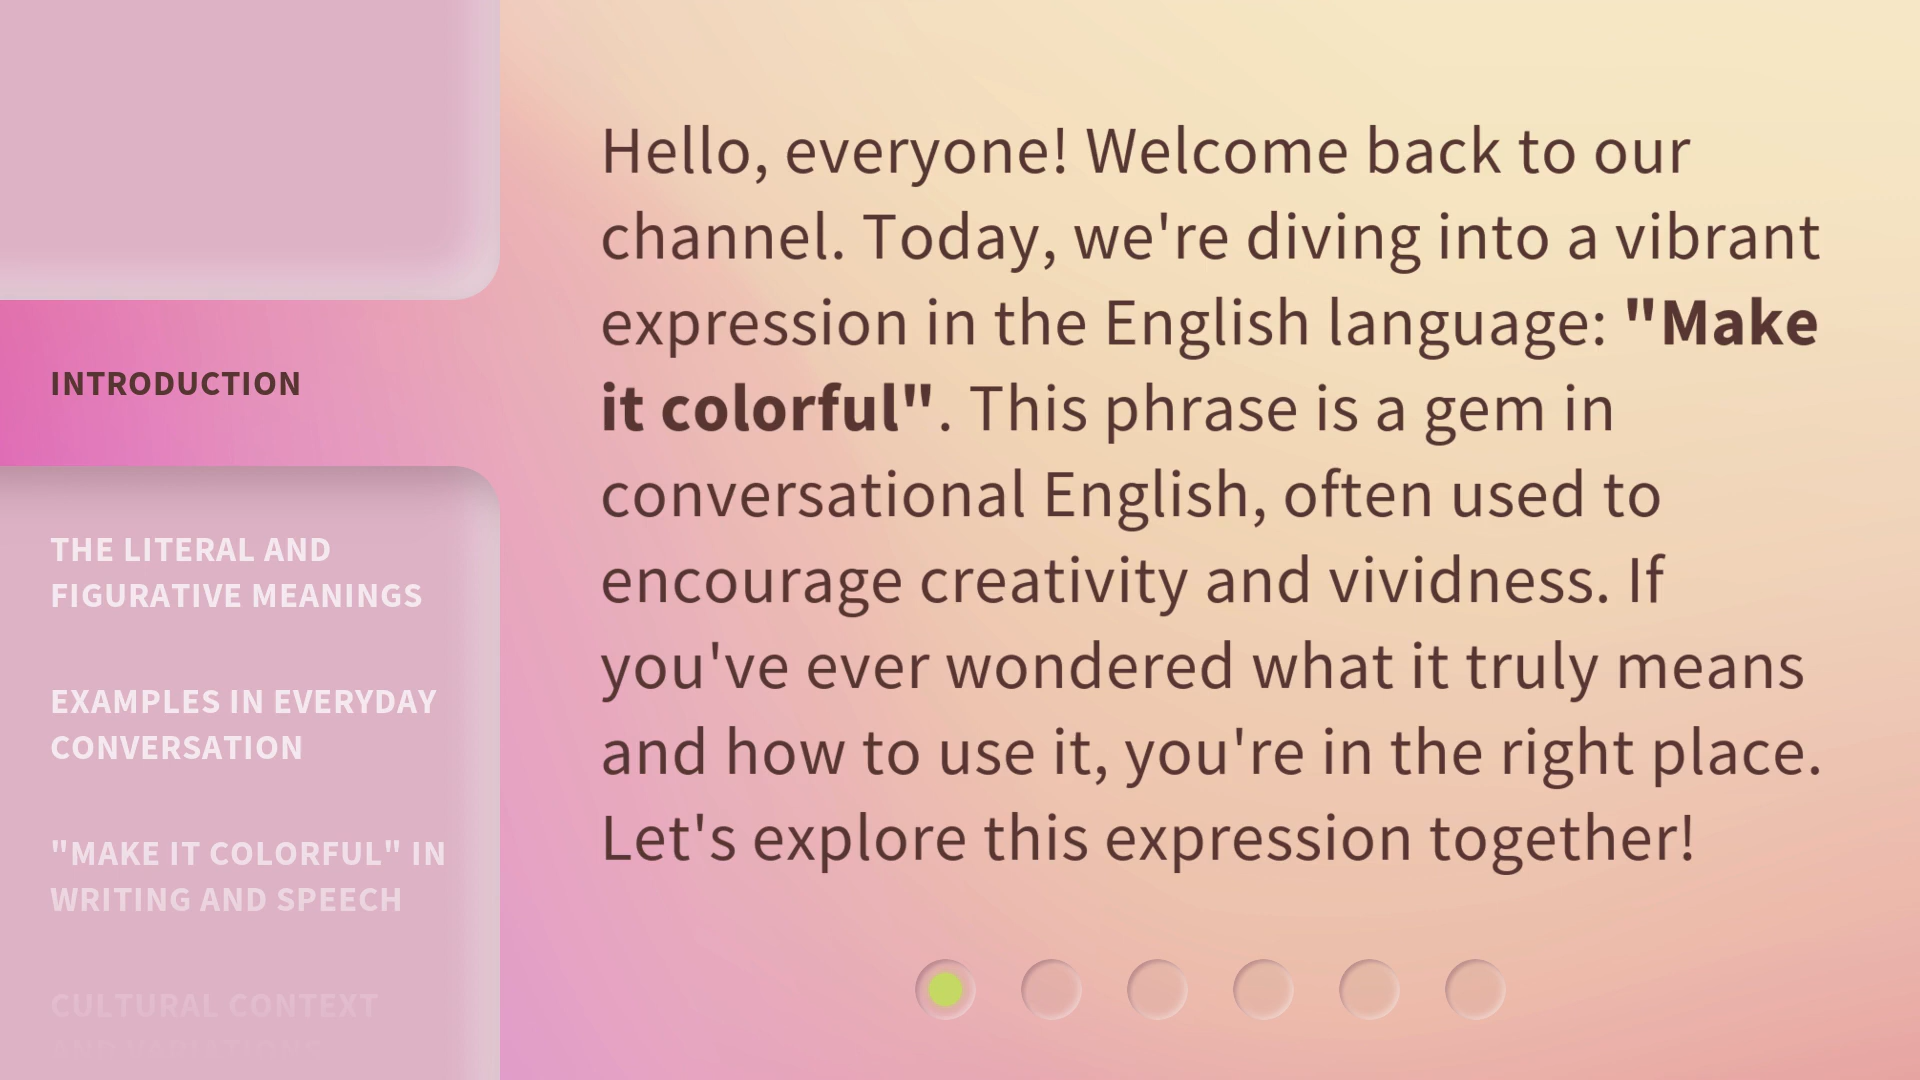 INTRODUCTION
THE LITERAL AND
FIGURATIVE MEANINGS
EXAMPLES IN EVERYDAY
CONVERSATION
"MAKE IT COLORFUL" IN
WRITING AND SPEECH
CULTURAL CONTEXT
AND VARIATIONS
Hello, everyone! Welcome back to our
channel. Today, we're diving into a vibrant
expression in the English language: "Make
it colorful". This phrase is a gem in
conversational English, often used to
encourage creativity and vividness. If
you've ever wondered what it truly means
and how to use it, you're in the right place.
Let's explore this expression together!